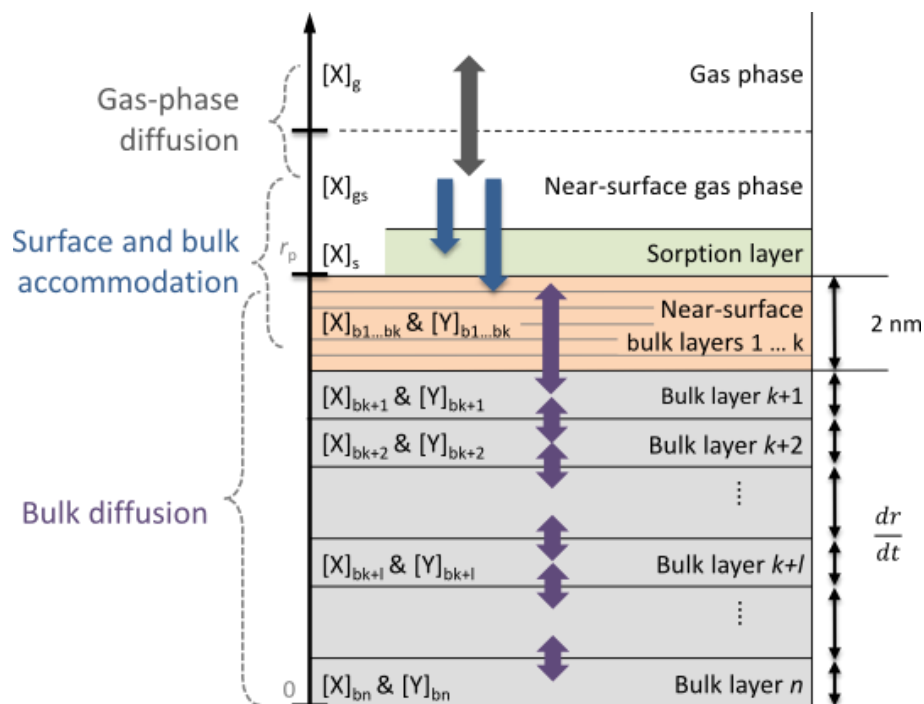 [X]g
Gas phase
Gas-phase
diffusion
[X]gs
Near-surface gas phase
Surface and bulk
accommodation
rp
[X]s
Sorption layer
[X]b1...bk & [Y]b1...bk
Near-surface
bulk layers 1 ... k
2 nm
[X]bk+1 & [Y]bk+1
Bulk layer k+1
[X]bk+2 & [Y]bk+2
Bulk layer k+2
Bulk diffusion
dr
dt
[X]bk+l & [Y]bk+l
Bulk layer k+l
0
[X]bn & [Y]bn
Bulk layer n